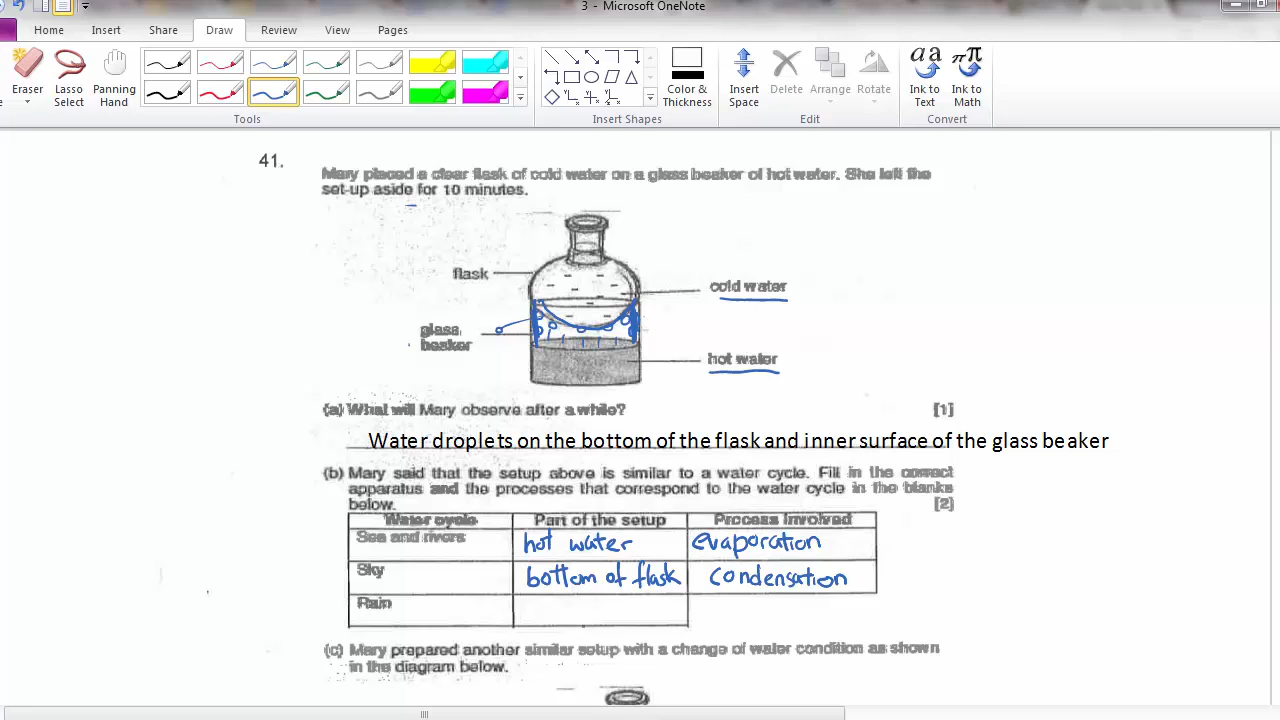 3 - Microsoft OneNote
Home Insert Share Draw Review View Pages
Eraser Lasso Select Panning Hand Color & Thickness Insert Space Delete Arrange Rotate Ink to Text Ink to Math
Tools Insert Shapes Edit Convert
41.
Mary placed a clear flask of cold water on a glass beaker of hot water. She left the
set-up aside for 10 minutes.
flask
cold water
glass
beaker
hot water
(a) What will Mary observe after a while? [1]
Water droplets on the bottom of the flask and inner surface of the glass beaker
(b) Mary said that the setup above is similar to a water cycle. Fill in the correct
apparatus and the processes that correspond to the water cycle in the blanks
below. [2]
Water cycle Part of the setup Process involved
Sea and rivers hot water evaporation
Sky bottom of flask condensation
Rain
(c) Mary prepared another similar setup with a change of water condition as shown
in the diagram below.